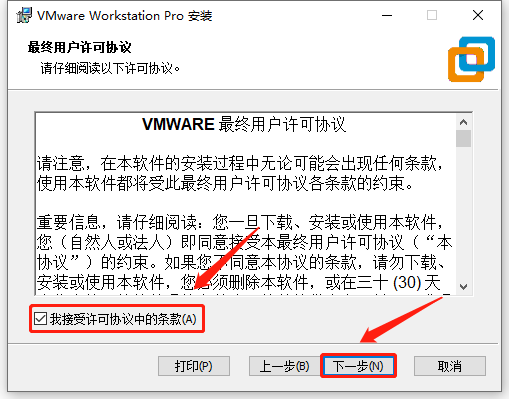 VMware Workstation Pro 安装
最终用户许可协议
请仔细阅读以下许可协议。
VMWARE 最终用户许可协议
请注意，在本软件的安装过程中无论可能会出现任何条款，
使用本软件都将受此最终用户许可协议各条款的约束。
重要信息，请仔细阅读：您一旦下载、安装或使用本软件，
您（自然人或法人）即同意接受本最终用户许可协议（“本
协议”）的约束。如果您不同意本协议的条款，请勿下载、
安装或使用本软件，您必须删除本软件，或在三十 (30) 天
我接受许可协议中的条款(A)
打印(P)
上一步(B)
下一步(N)
取消